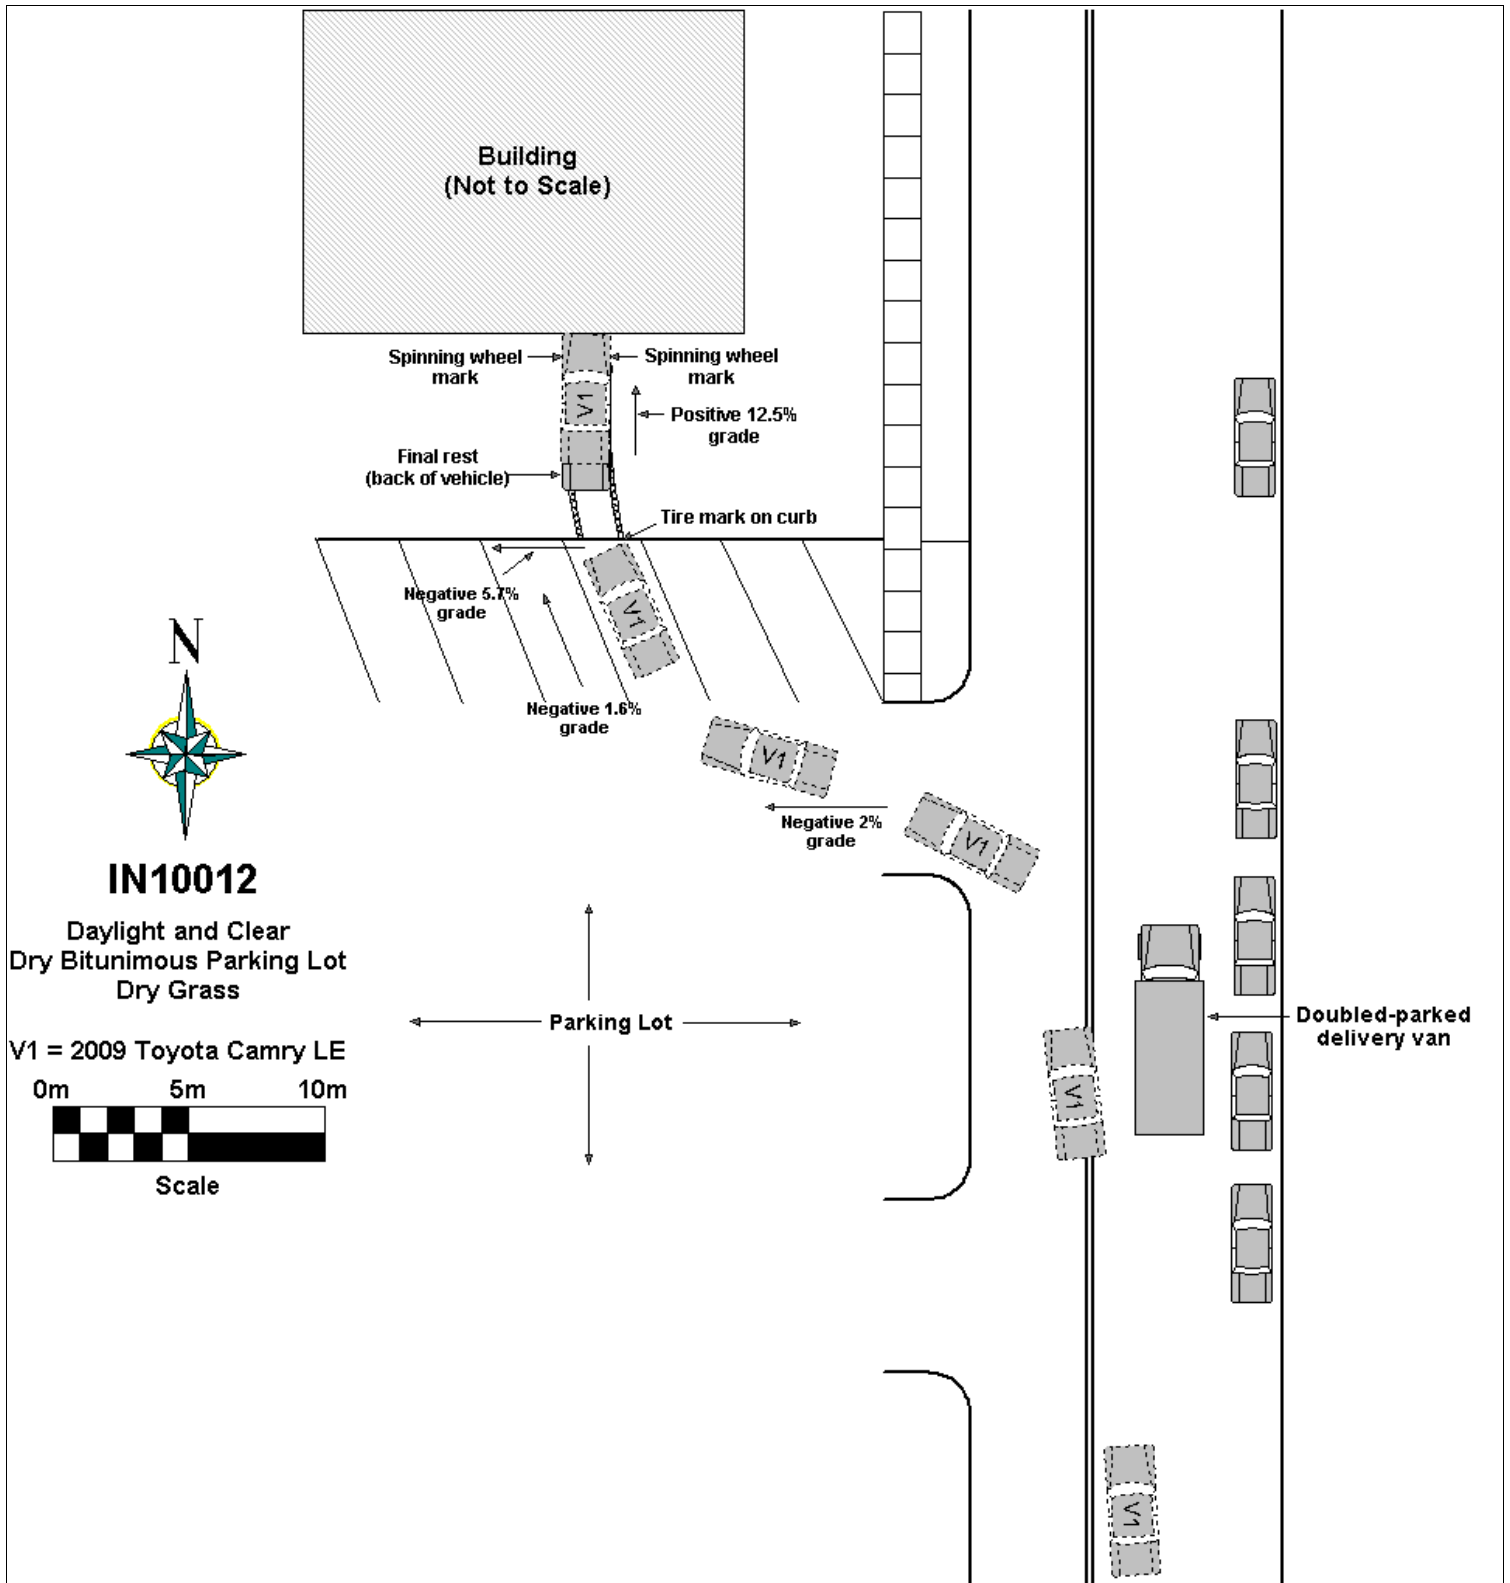 Building
(Not to Scale)
Spinning wheel
mark
Spinning wheel
mark
V1
Positive 12.5%
grade
Final rest
(back of vehicle)
Tire mark on curb
Negative 5.7%
grade
V1
N
Negative 1.6%
grade
V1
Negative 2%
grade
V1
IN10012
Daylight and Clear
Dry Bitunimous Parking Lot
Dry Grass
Parking Lot
Doubled-parked
delivery van
V1 = 2009 Toyota Camry LE
0m 5m 10m
Scale
V1
V1